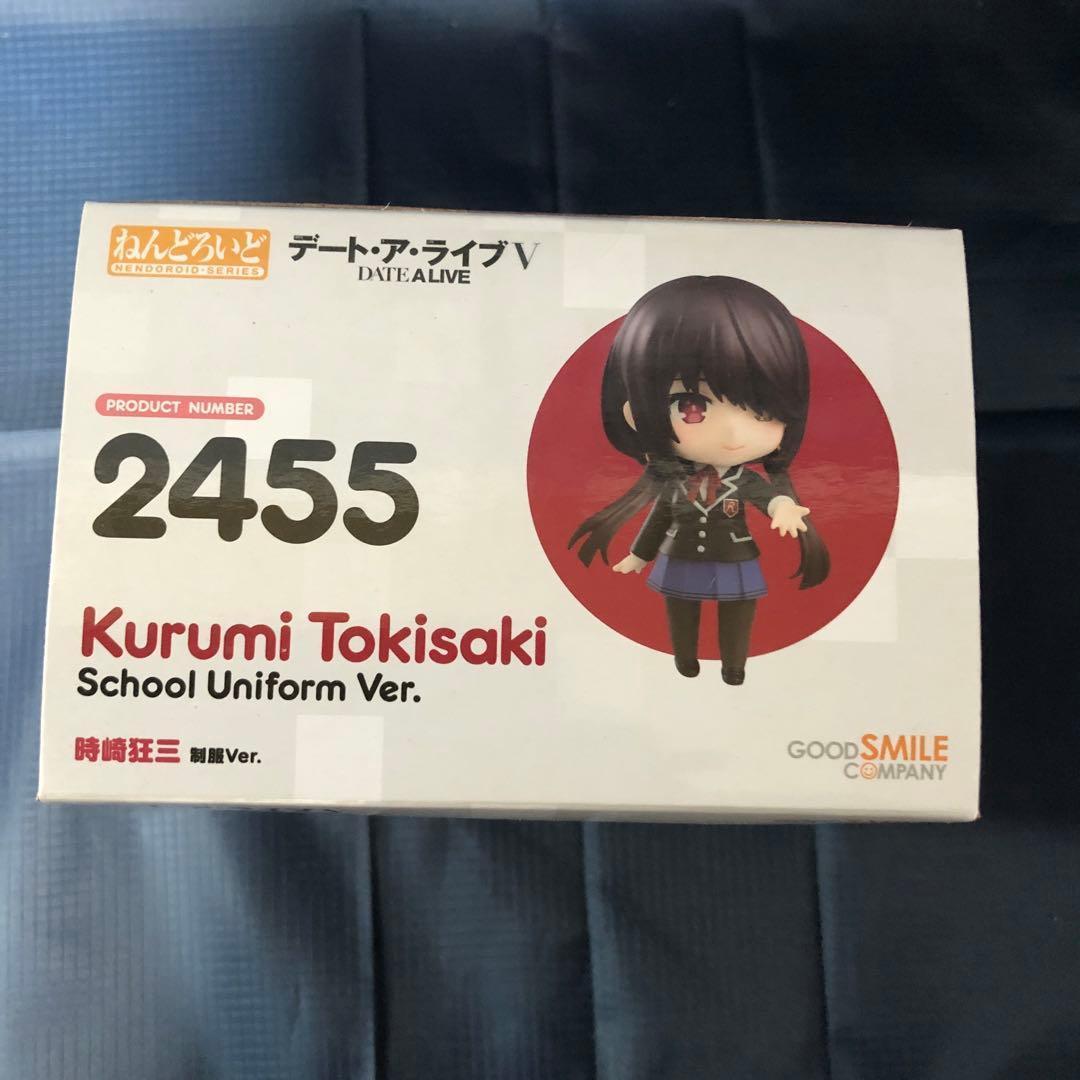 ねんどろいど
NENDOROID·SERIES
デート・ア・ライブV
DATE A LIVE
PRODUCT NUMBER
2455
Kurumi Tokisaki
School Uniform Ver.
時崎狂三 制服Ver.
GOOD SMILE
COMPANY